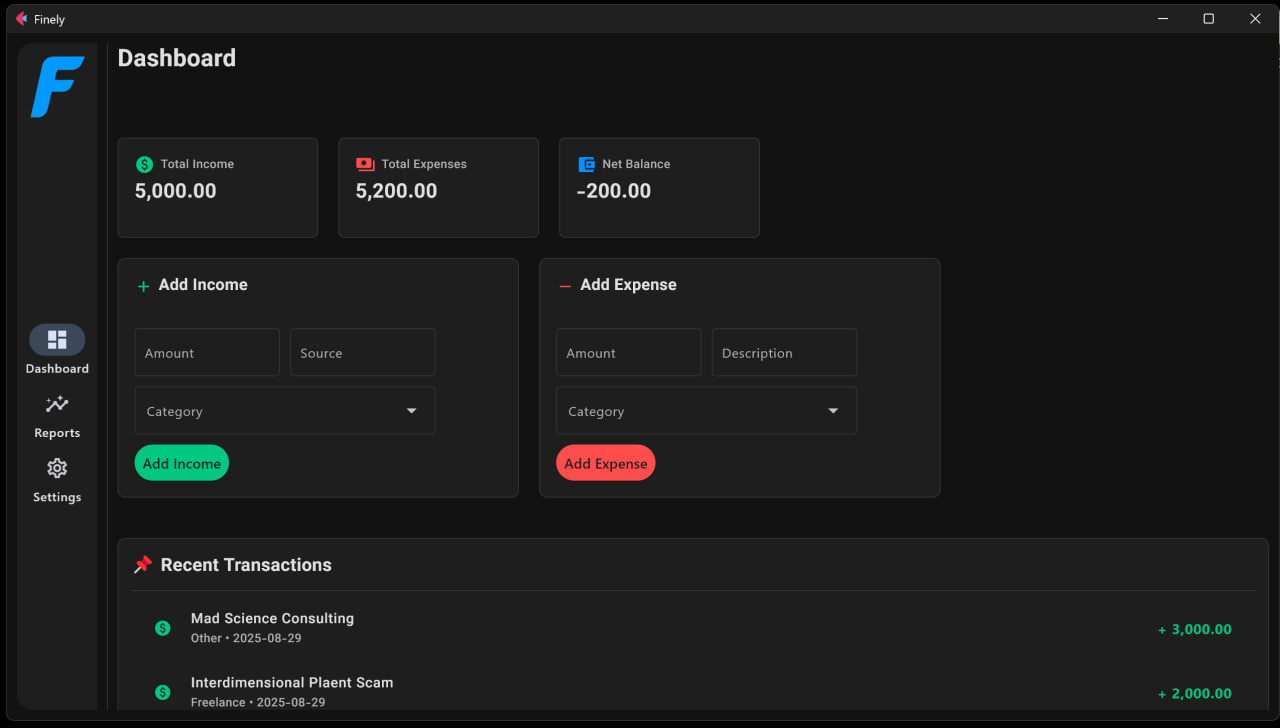 Finely
F
Dashboard
Total Income
5,000.00
Total Expenses
5,200.00
Net Balance
-200.00
+ Add Income
Amount
Source
Category
Add Income
− Add Expense
Amount
Description
Category
Add Expense
Dashboard
Reports
Settings
Recent Transactions
Mad Science Consulting
Other • 2025-08-29
+ 3,000.00
Interdimensional Plaent Scam
Freelance • 2025-08-29
+ 2,000.00